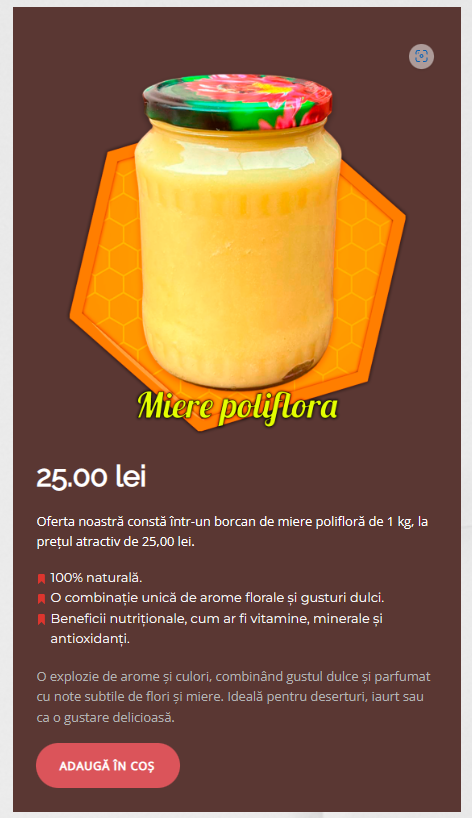 Miere poliflora
25.00 lei
Oferta noastră constă într-un borcan de miere polifloră de 1 kg, la
prețul atractiv de 25,00 lei.
100% naturală.
O combinație unică de arome florale și gusturi dulci.
Beneficii nutriționale, cum ar fi vitamine, minerale și
antioxidanți.
O explozie de arome și culori, combinând gustul dulce și parfumat
cu note subtile de flori și miere. Ideală pentru deserturi, iaurt sau
ca o gustare delicioasă.
ADAUGĂ ÎN COȘ